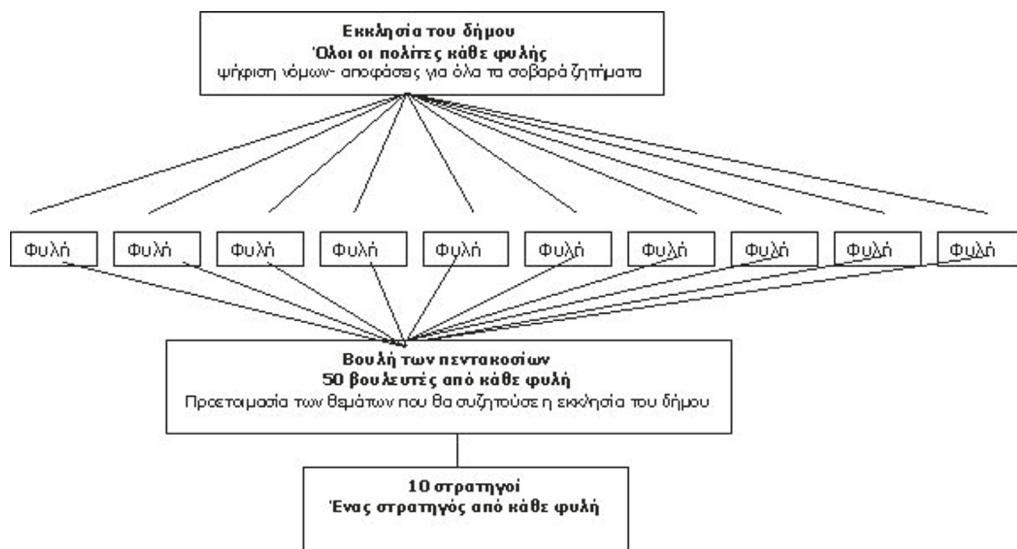 Εκκλησία του δήμου
Όλοι οι πολίτες κάθε φυλής
ψήφιση νόμων- αποφάσεις για όλα τα σοβαρά ζητήματα
Φυλή Φυλή Φυλή Φυλή Φυλή Φυλή Φυλή Φυλή Φυλή Φυλή
Βουλή των πεντακοσίων
50 βουλευτές από κάθε φυλή
Προετοιμασία των θεμάτων που θα συζητούσε η εκκλησία του δήμου
10 στρατηγοί
Ένας στρατηγός από κάθε φυλή